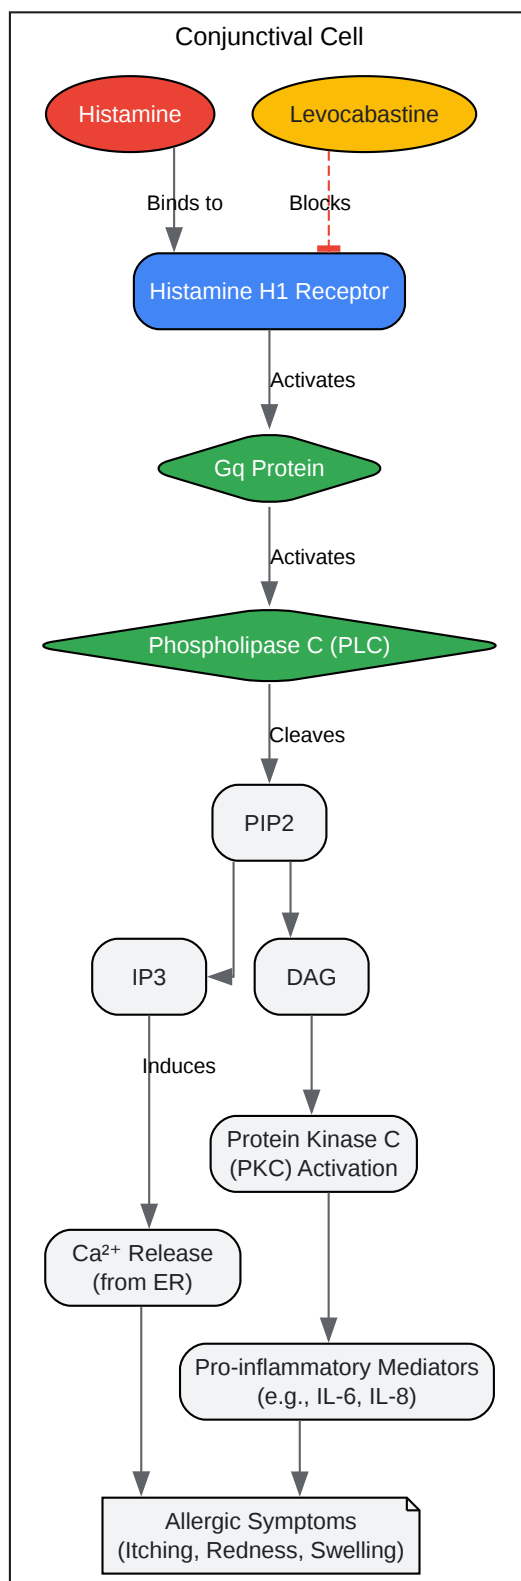 Conjunctival Cell
Histamine
Levocabastine
Binds to
Blocks
Histamine H1 Receptor
Activates
Gq Protein
Activates
Phospholipase C (PLC)
Cleaves
PIP2
IP3
DAG
Induces
Protein Kinase C
(PKC) Activation
Ca²⁺ Release
(from ER)
Pro-inflammatory Mediators
(e.g., IL-6, IL-8)
Allergic Symptoms
(Itching, Redness, Swelling)